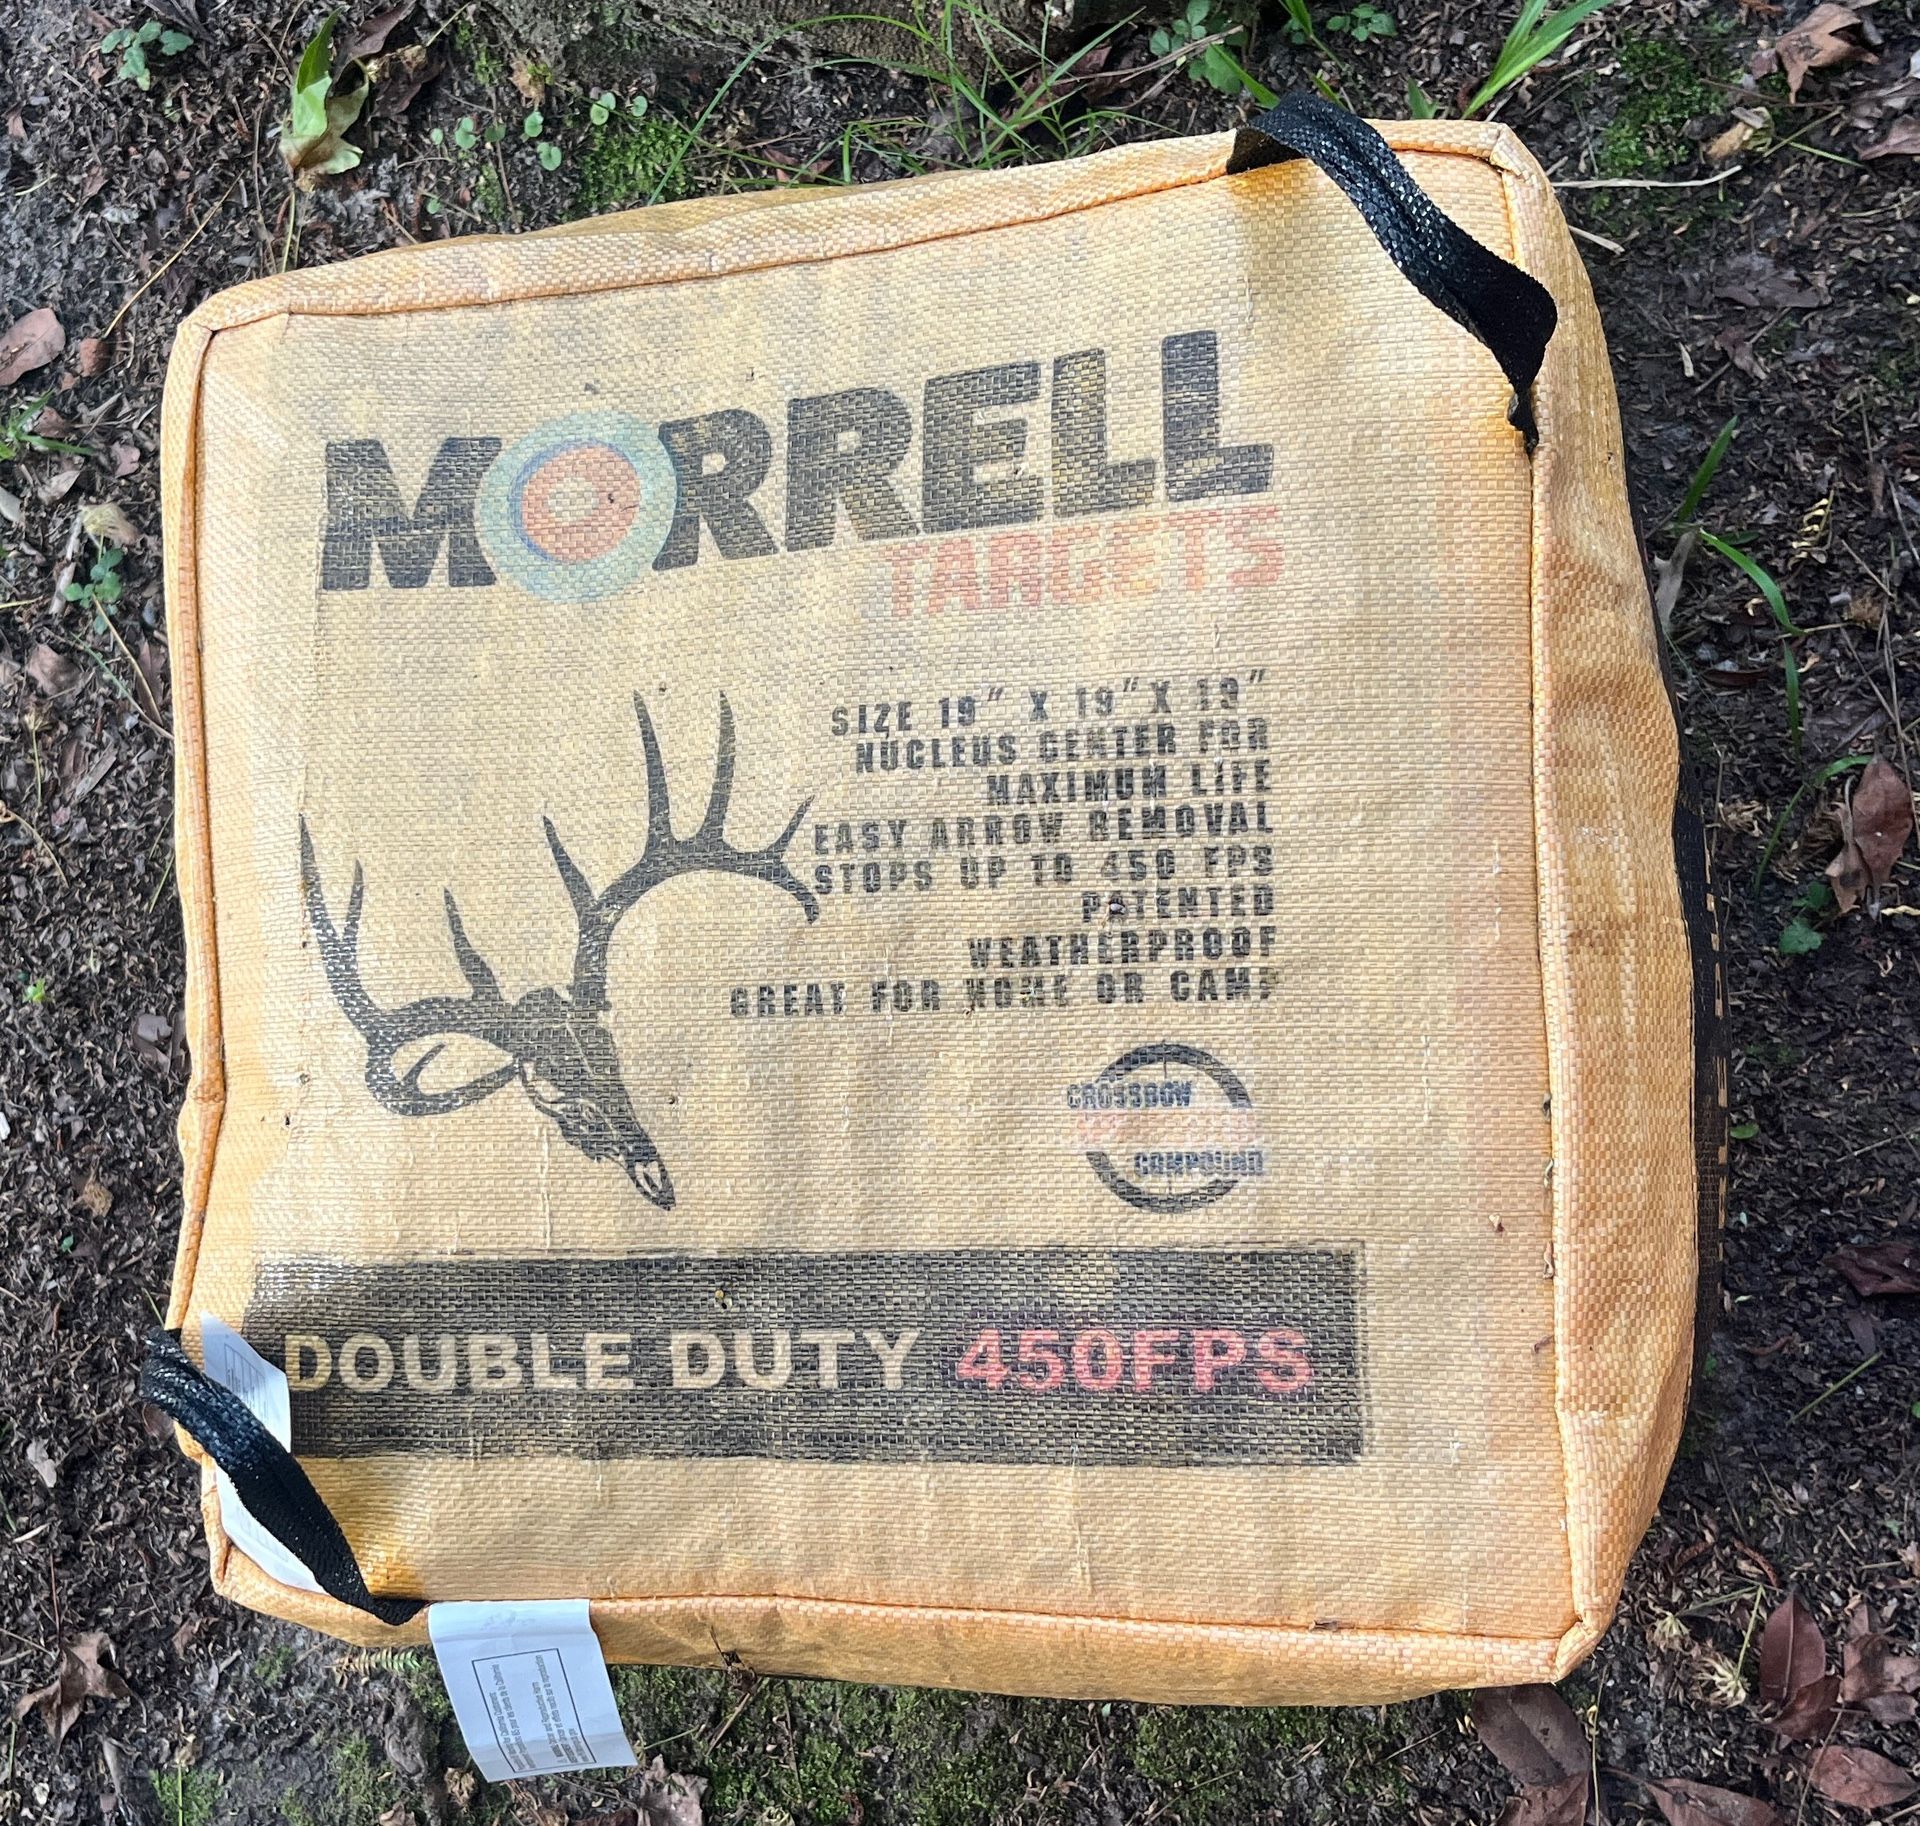 MORRELL
TARGETS
SIZE 19" X 19" X 19"
NUCLEUS CENTER FOR
MAXIMUM LIFE
EASY ARROW REMOVAL
STOPS UP TO 450 FPS
PATENTED
WEATHERPROOF
GREAT FOR HOME OR CAMP
CROSSBOW
COMPOUND
DOUBLE DUTY 450FPS